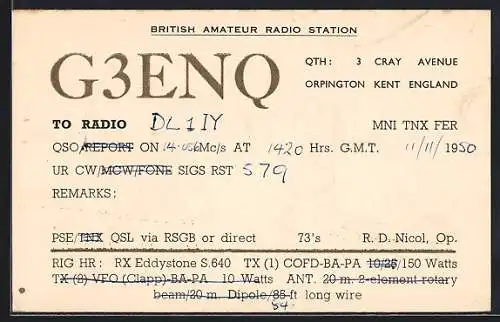 BRITISH AMATEUR RADIO STATION
G3ENQ
QTH: 3 CRAY AVENUE
ORPINGTON KENT ENGLAND
TO RADIO DL1IY MNI TNX FER
QSO/REPORT ON 14.086 Mc/s AT 1420 Hrs. G.M.T. 11/11/1950
UR CW/MCW/FONE SIGS RST 579
REMARKS:
PSE/TNX QSL via RSGB or direct 73's R. D. Nicol, Op.
RIG HR: RX Eddystone S.640 TX (1) COFD-BA-PA 10/25/150 Watts
TX (2) VFO (Clapp)-BA-PA 10 Watts ANT. 20 m. 2-element rotary
beam/20 m. Dipole/85 ft long wire
84.